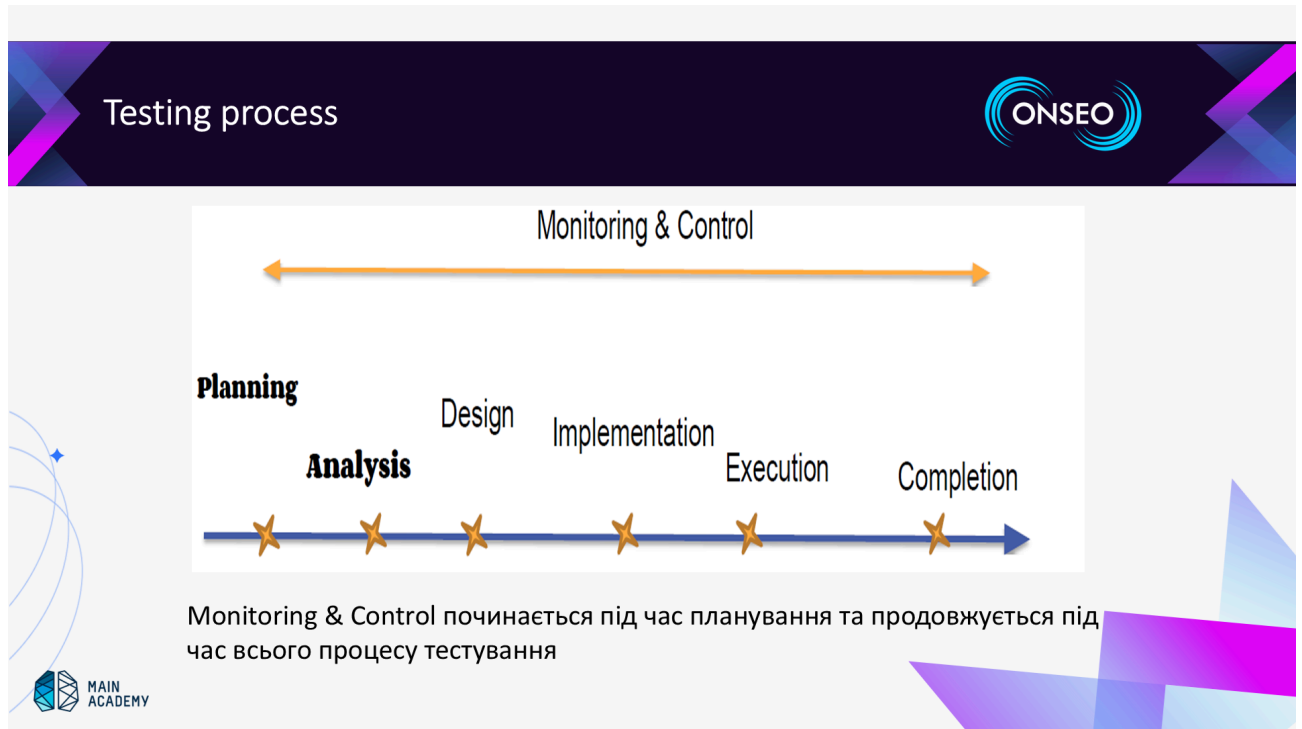 Testing process
ONSEO
Monitoring & Control
Planning
Design
Implementation
Analysis
Execution
Completion
Monitoring & Control починається під час планування та продовжується під
час всього процесу тестування
MAIN
ACADEMY